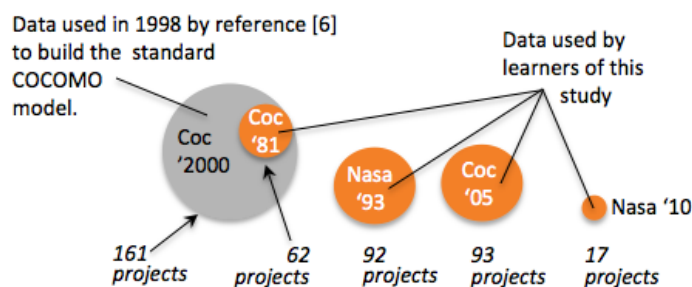 Data used in 1998 by reference [6]
to build the standard
COCOMO
model.
Data used by
learners of this
study
Coc
'81
Coc
'2000
Nasa
'93
Coc
'05
Nasa '10
161
projects
62
projects
92
projects
93
projects
17
projects